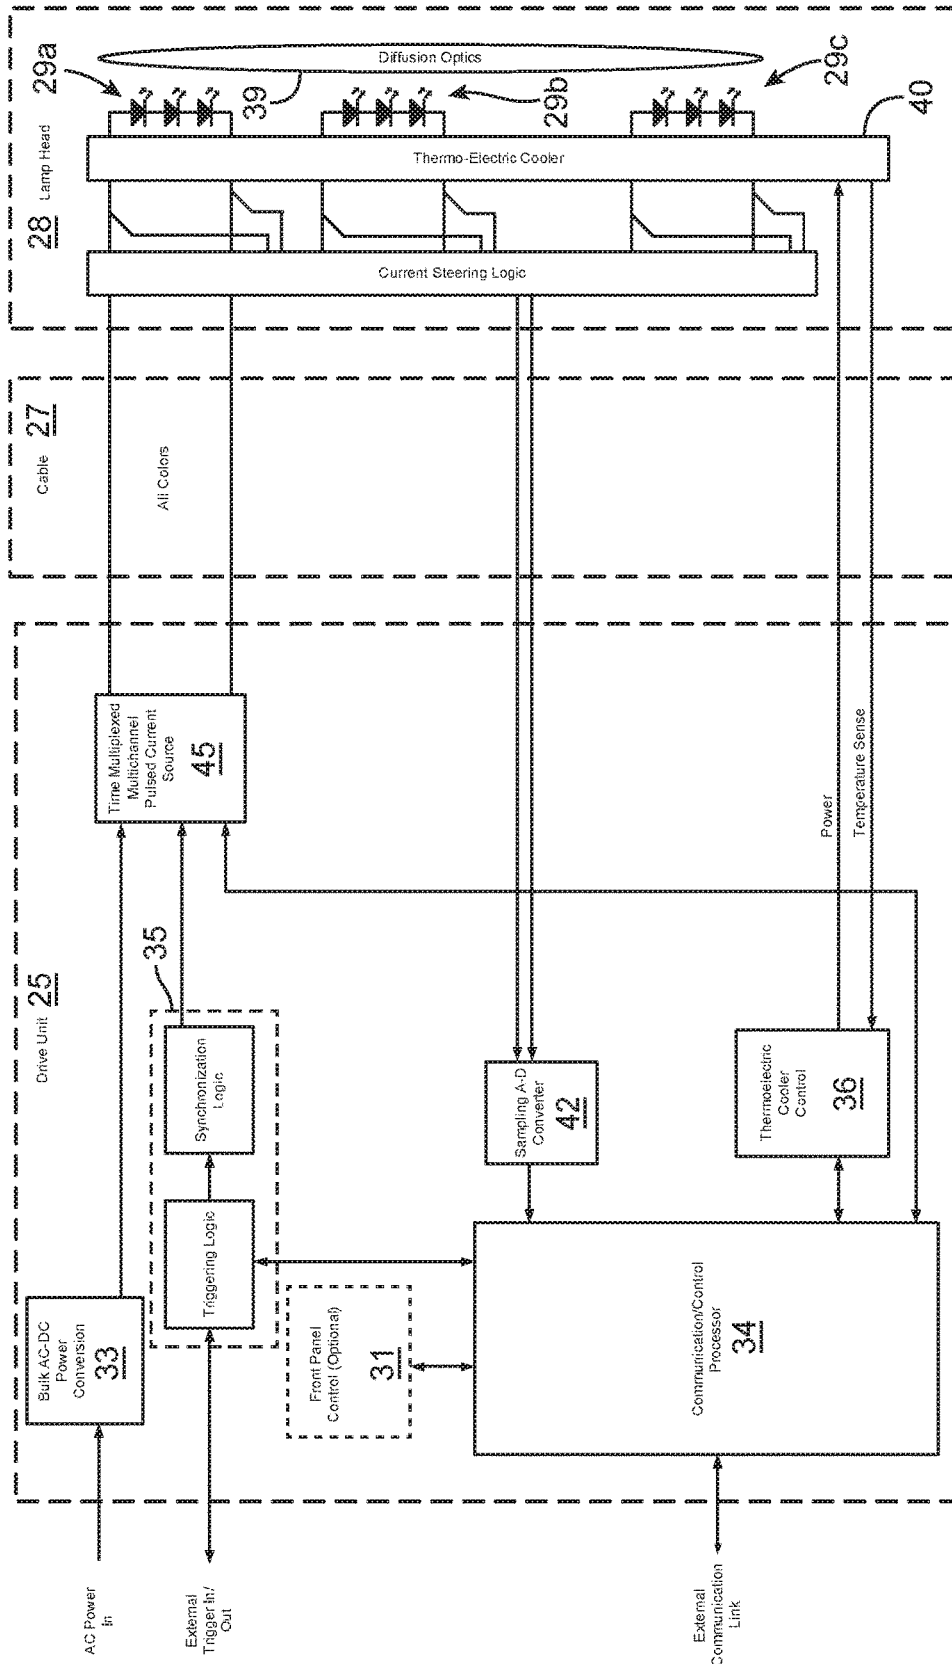 AC Power
In
External
Trigger In/
Out
External
Communication
Link
Drive Unit 25
Bulk AC-DC
Power
Conversion
33
Triggering Logic
Synchronization
Logic
35
Front Panel
Control (Optional)
31
Communication/Control
Processor
34
Sampling A-D
Converter
42
Thermoelectric
Cooler
Control
36
Time Multiplexed
Multichannel
Pulsed Current
Source
45
Power
Temperature Sense
Cable 27
All Colors
28 Lamp Head
Current Steering Logic
Thermo-Electric Cooler
40
29a
29b
29c
39
Diffusion Optics